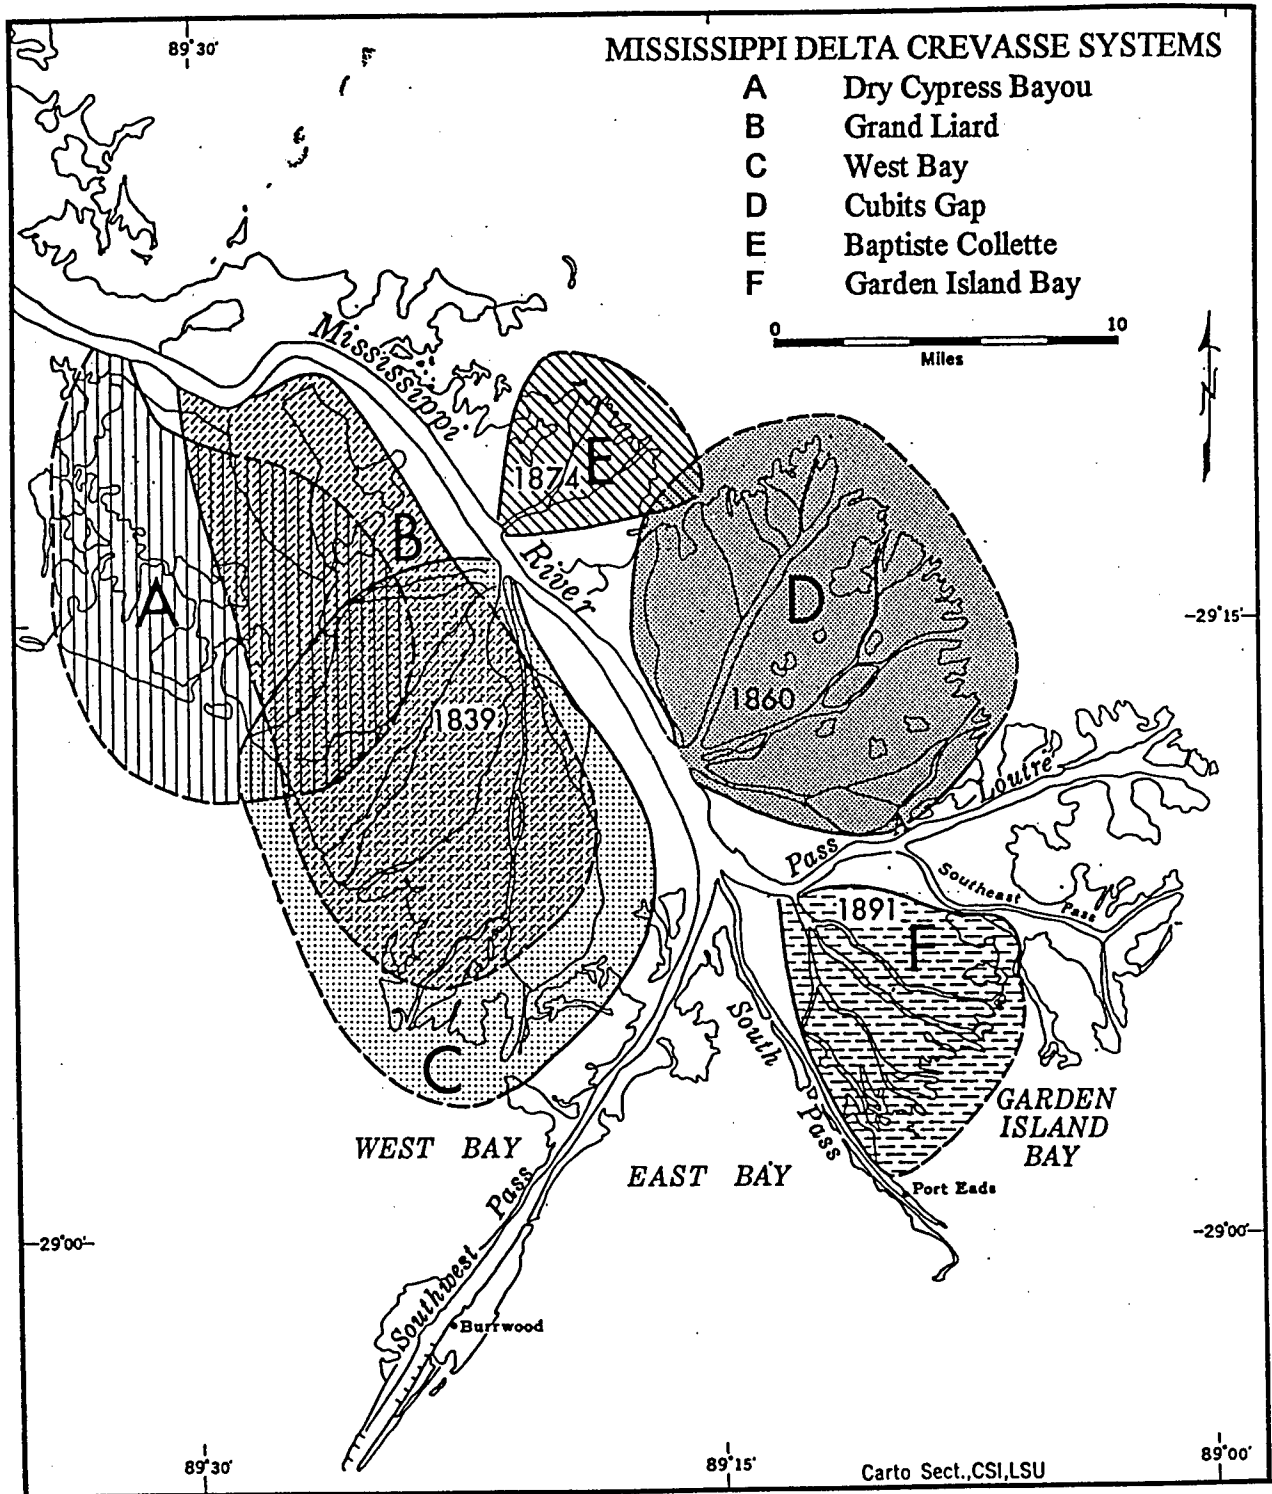 89°30'
MISSISSIPPI DELTA CREVASSE SYSTEMS
A Dry Cypress Bayou
B Grand Liard
C West Bay
D Cubits Gap
E Baptiste Collette
F Garden Island Bay
0 10
Miles
N
Mississippi
River
E
1874
B
A
D
1860
29°15'
1839
Pass A Loutre
Southeast Pass
1891
F
South Pass
C
GARDEN
ISLAND
BAY
WEST BAY
EAST BAY
Port Eads
29°00'
29°00'
Southwest Pass
Burrwood
89°30'
89°15'
89°00'
Carto Sect.,CSI,LSU